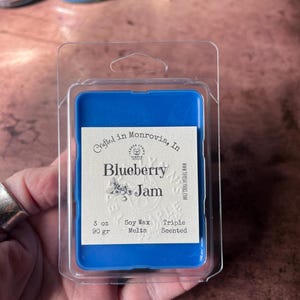 Crafted in Monrovia, In
Blueberry
Jam
3 oz Soy Wax Triple
90 gr Melts Scented